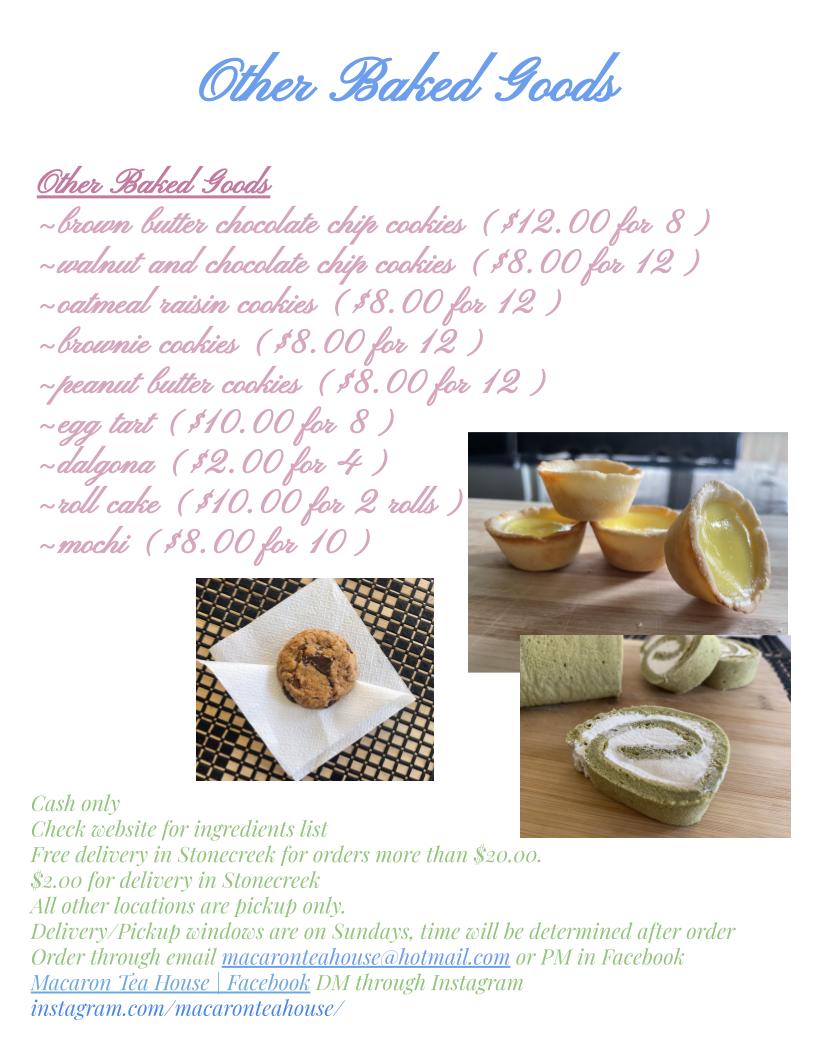 Other Baked Goods
Other Baked Goods
~brown butter chocolate chip cookies ( $12.00 for 8 )
~walnut and chocolate chip cookies ( $8.00 for 12 )
~oatmeal raisin cookies ( $8.00 for 12 )
~brownie cookies ( $8.00 for 12 )
~peanut butter cookies ( $8.00 for 12 )
~egg tart ( $10.00 for 8 )
~dalgona ( $2.00 for 4 )
~roll cake ( $10.00 for 2 rolls )
~mochi ( $8.00 for 10 )
Cash only
Check website for ingredients list
Free delivery in Stonecreek for orders more than $20.00.
$2.00 for delivery in Stonecreek
All other locations are pickup only.
Delivery/Pickup windows are on Sundays, time will be determined after order
Order through email macaronteahouse@hotmail.com or PM in Facebook
Macaron Tea House | Facebook DM through Instagram
instagram.com/macaronteahouse/